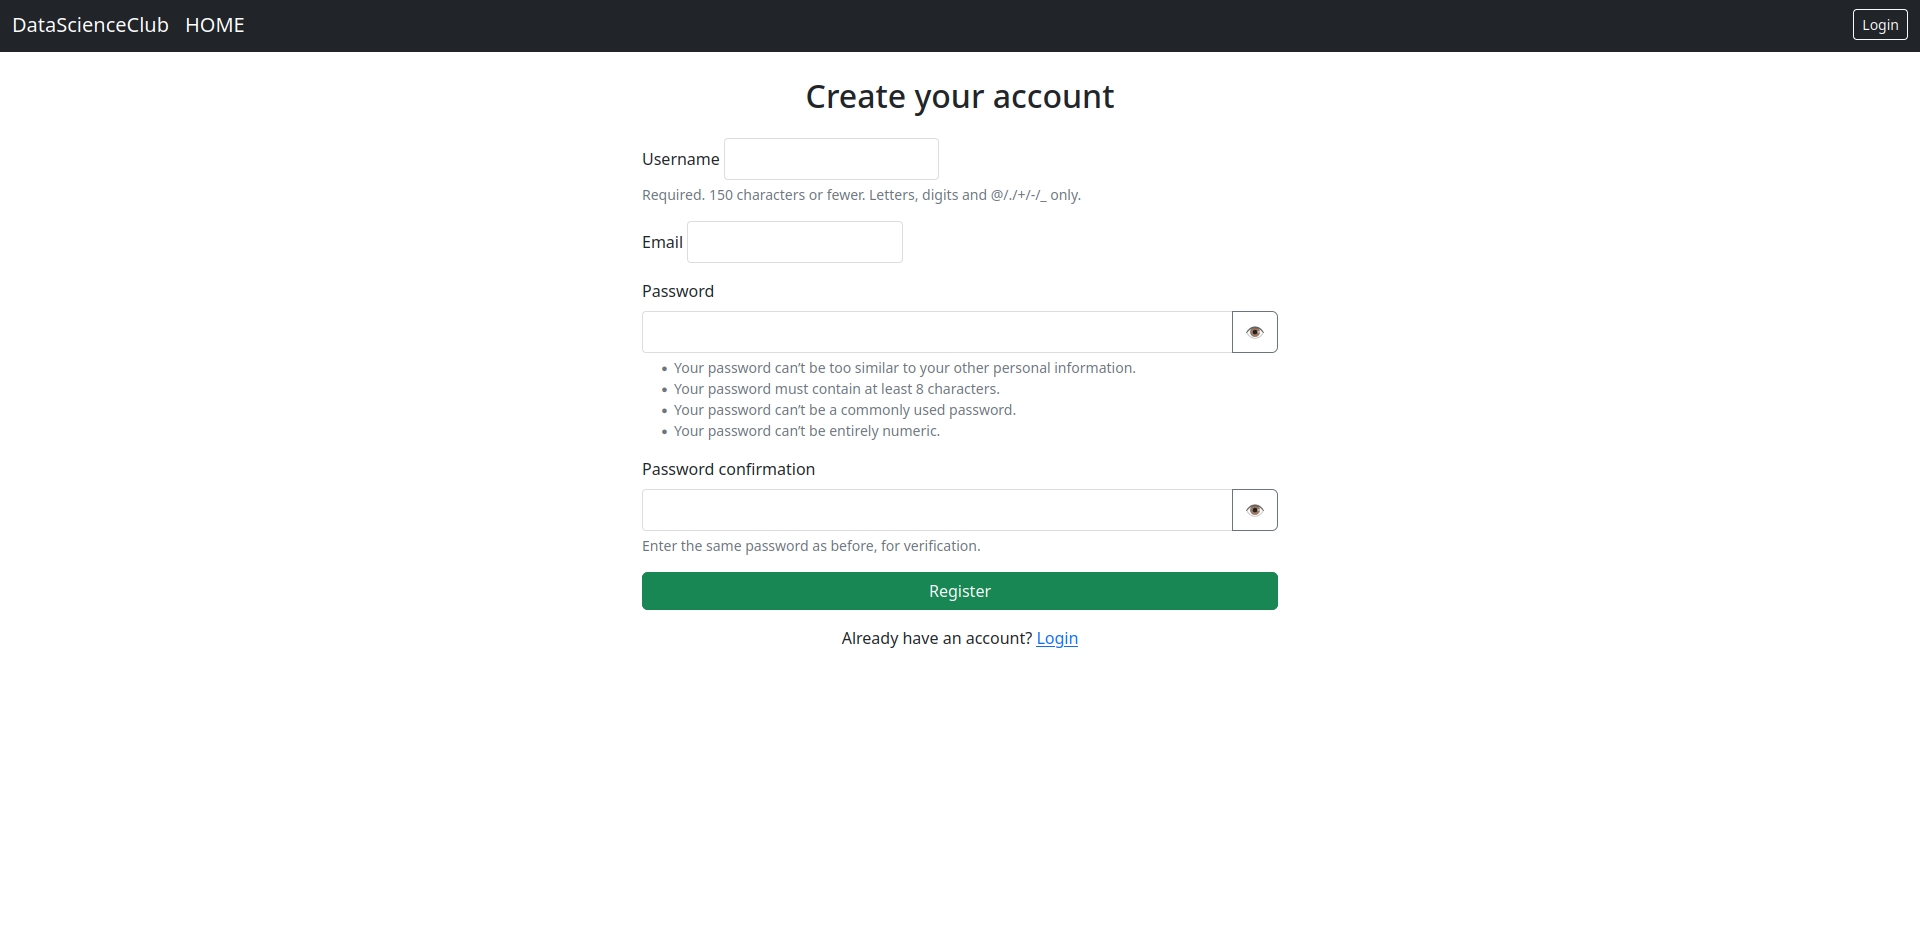 DataScienceClub HOME Login
Create your account
Username
Required. 150 characters or fewer. Letters, digits and @/./+/-/_ only.
Email
Password
• Your password can’t be too similar to your other personal information.
• Your password must contain at least 8 characters.
• Your password can’t be a commonly used password.
• Your password can’t be entirely numeric.
Password confirmation
Enter the same password as before, for verification.
Register
Already have an account? Login